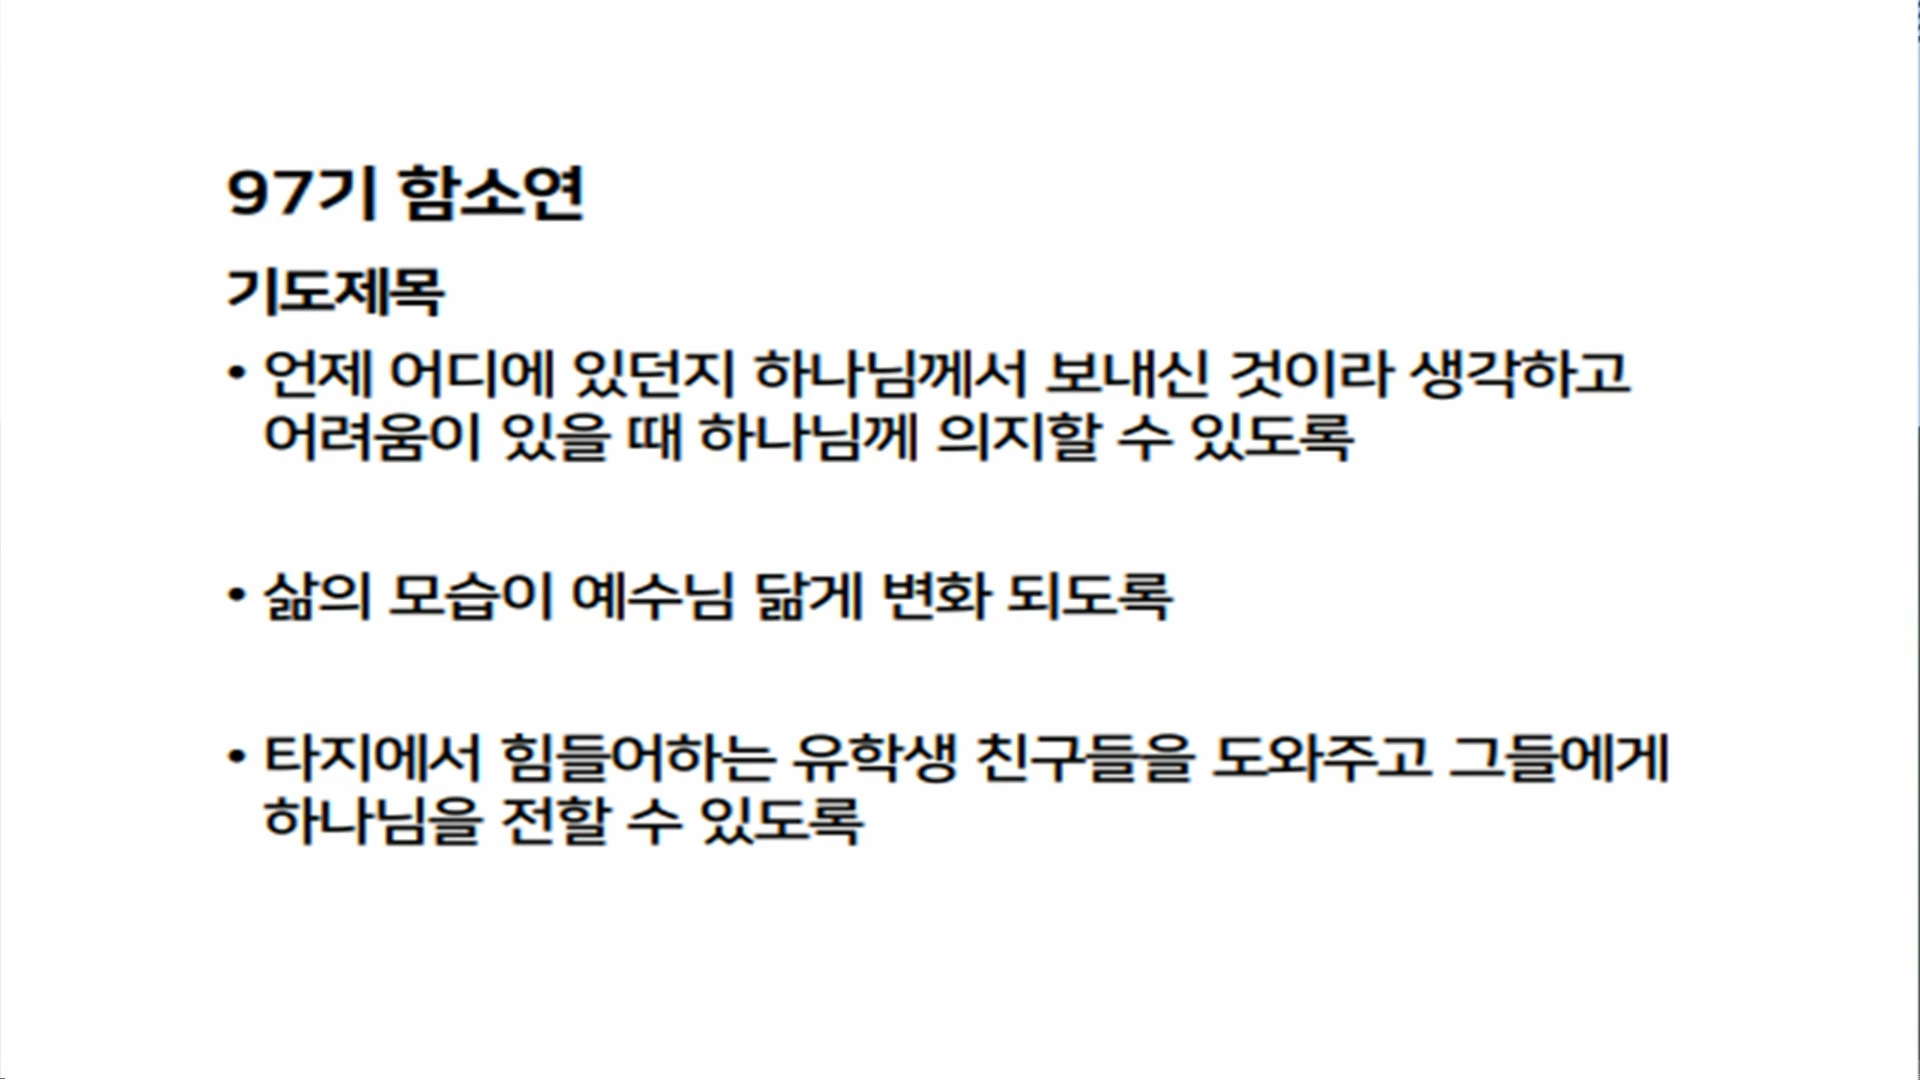 97기 함소연
기도제목
• 언제 어디에 있던지 하나님께서 보내신 것이라 생각하고
어려움이 있을 때 하나님께 의지할 수 있도록
• 삶의 모습이 예수님 닮게 변화 되도록
• 타지에서 힘들어하는 유학생 친구들을 도와주고 그들에게
하나님을 전할 수 있도록